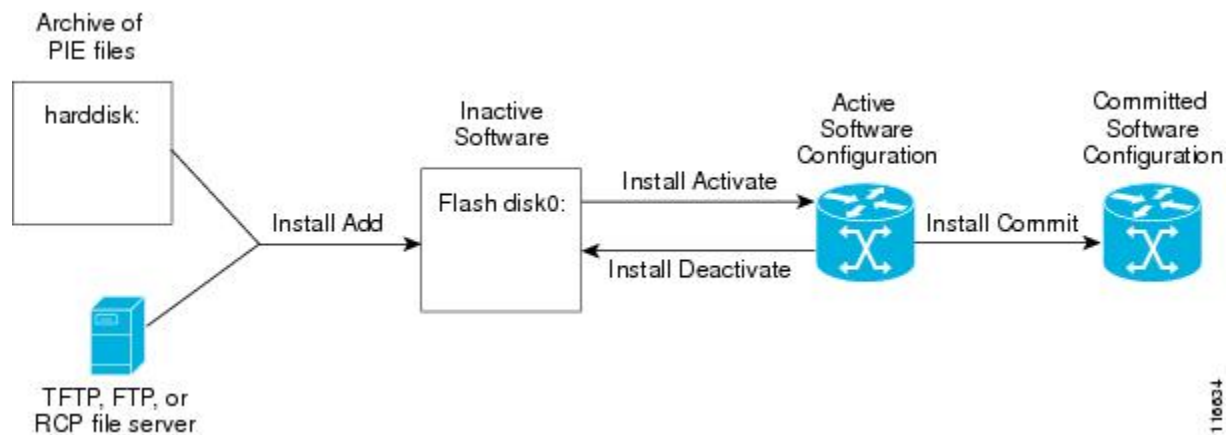 Archive of
PIE files
harddisk:
Inactive
Software
Flash disk0:
Active
Software
Configuration
Committed
Software
Configuration
Install Add
Install Activate
Install Deactivate
Install Commit
TFTP, FTP, or
RCP file server
116634